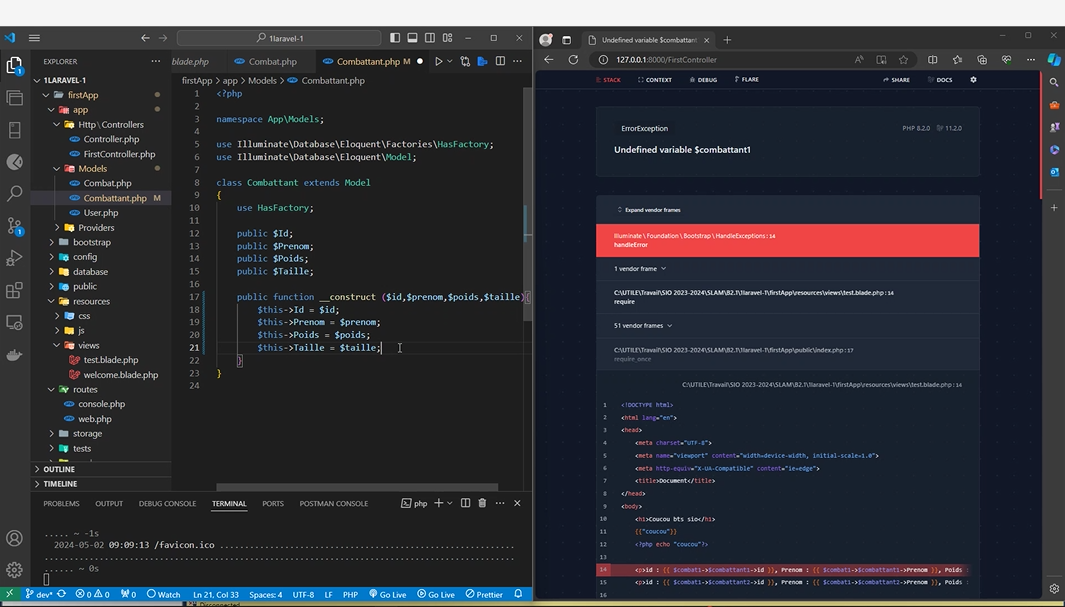 1laravel-1
Undefined variable $combattant
127.0.0.1:8000/FirstController
EXPLORER
1LARAVEL-1
firstApp
app
Http \ Controllers
Controller.php
FirstController.php
Models
Combat.php
Combattant.php M
User.php
Providers
bootstrap
config
database
public
resources
css
js
views
test.blade.php
welcome.blade.php
routes
console.php
web.php
storage
tests
OUTLINE
TIMELINE
blade.php
Combat.php
Combattant.php M
firstApp > app > Models > Combattant.php
1 <?php
2
3 namespace App\Models;
4
5 use Illuminate\Database\Eloquent\Factories\HasFactory;
6 use Illuminate\Database\Eloquent\Model;
7
8 class Combattant extends Model
9 {
10 use HasFactory;
11
12 public $Id;
13 public $Prenom;
14 public $Poids;
15 public $Taille;
16
17 public function __construct ($id,$prenom,$poids,$taille){
18 $this->Id = $id;
19 $this->Prenom = $prenom;
20 $this->Poids = $poids;
21 $this->Taille = $taille;
22 }
23 }
24
PROBLEMS OUTPUT DEBUG CONSOLE TERMINAL PORTS POSTMAN CONSOLE
php
..... ~ -1s
2024-05-02 09:09:13 /favicon.ico ......................................................
...... ~ 0s
dev* 0 0 0 Watch Ln 21, Col 33 Spaces: 4 UTF-8 LF PHP Go Live Go Live Prettier
STACK CONTEXT DEBUG FLARE SHARE DOCS
ErrorException
PHP 8.2.0 11.2.0
Undefined variable $combattant1
Expand vendor frames
Illuminate \ Foundation \ Bootstrap \ HandleExceptions : 14
handleError
1 vendor frame
C:\UTILE\Travail\SIO 2023-2024\SLAM\B2.1\1laravel-1\firstApp\resources\views\test.blade.php : 14
require
51 vendor frames
C:\UTILE\Travail\SIO 2023-2024\SLAM\B2.1\1laravel-1\firstApp\public\index.php : 17
require_once
C:\UTILE\Travail\SIO 2023-2024\SLAM\B2.1\1laravel-1\firstApp\resources\views\test.blade.php : 14
1 <!DOCTYPE html>
2 <html lang="en">
3 <head>
4 <meta charset="UTF-8">
5 <meta name="viewport" content="width=device-width, initial-scale=1.0">
6 <meta http-equiv="X-UA-Compatible" content="ie=edge">
7 <title>Document</title>
8 </head>
9 <body>
10 <h1>Coucou bts sio</h1>
11 {{"coucou"}}
12 <?php echo "coucou"?>
13
14 <p>id : {{ $combat1->$combattant1->id }}, Prenom : {{ $combat1->$combattant1->Prenom }}, Poids :
15 <p>id : {{ $combat1->$combattant2->id }}, Prenom : {{ $combat1->$combattant2->Prenom }}, Poids :
16